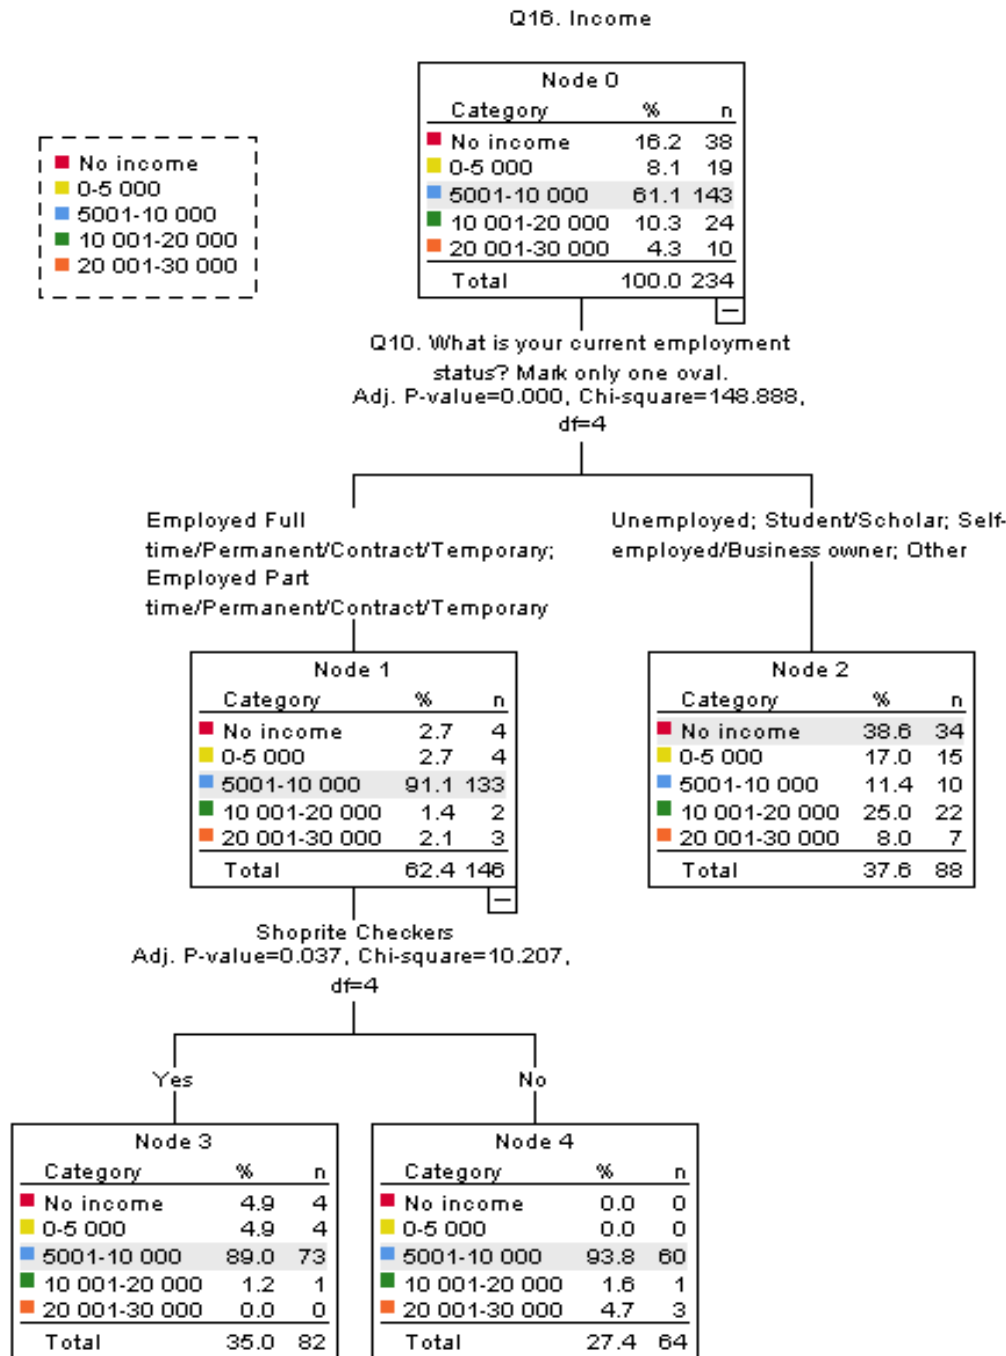 Q16. Income
Node 0
Category % n
No income 16.2 38
0-5 000 8.1 19
5001-10 000 61.1 143
10 001-20 000 10.3 24
20 001-30 000 4.3 10
Total 100.0 234
No income
0-5 000
5001-10 000
10 001-20 000
20 001-30 000
Q10. What is your current employment
status? Mark only one oval.
Adj. P-value=0.000, Chi-square=148.888,
df=4
Employed Full
time/Permanent/Contract/Temporary;
Employed Part
time/Permanent/Contract/Temporary
Unemployed; Student/Scholar; Self-
employed/Business owner; Other
Node 1
Category % n
No income 2.7 4
0-5 000 2.7 4
5001-10 000 91.1 133
10 001-20 000 1.4 2
20 001-30 000 2.1 3
Total 62.4 146
Node 2
Category % n
No income 38.6 34
0-5 000 17.0 15
5001-10 000 11.4 10
10 001-20 000 25.0 22
20 001-30 000 8.0 7
Total 37.6 88
Shoprite Checkers
Adj. P-value=0.037, Chi-square=10.207,
df=4
Yes
No
Node 3
Category % n
No income 4.9 4
0-5 000 4.9 4
5001-10 000 89.0 73
10 001-20 000 1.2 1
20 001-30 000 0.0 0
Total 35.0 82
Node 4
Category % n
No income 0.0 0
0-5 000 0.0 0
5001-10 000 93.8 60
10 001-20 000 1.6 1
20 001-30 000 4.7 3
Total 27.4 64